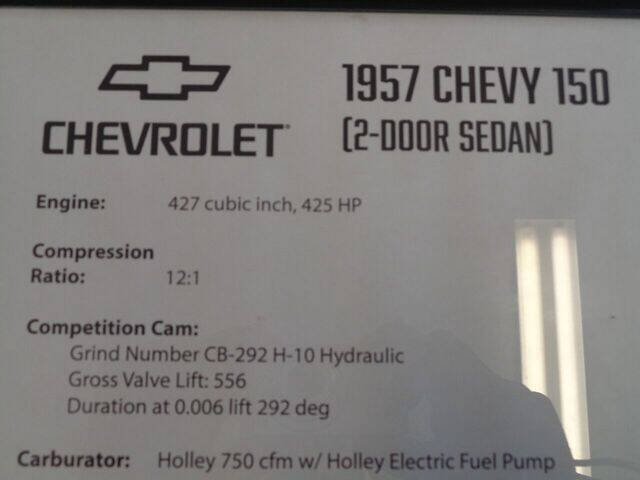 1957 CHEVY 150
CHEVROLET
(2-DOOR SEDAN)
Engine: 427 cubic inch, 425 HP
Compression
Ratio: 12:1
Competition Cam:
Grind Number CB-292 H-10 Hydraulic
Gross Valve Lift: 556
Duration at 0.006 lift 292 deg
Carburator: Holley 750 cfm w/ Holley Electric Fuel Pump